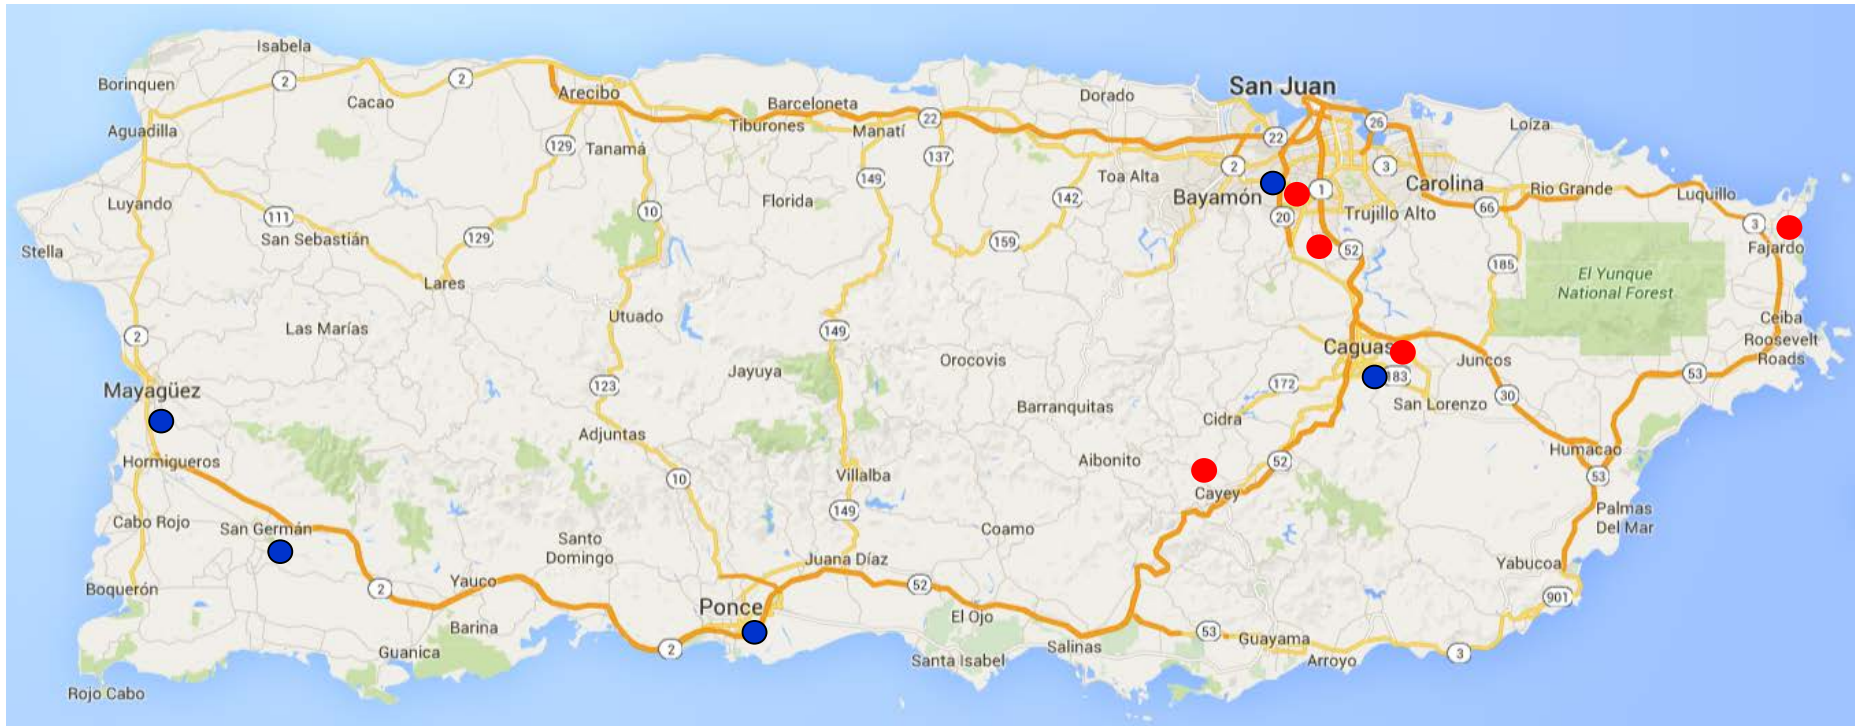 Isabela
2
2
Borinquen
Cacao
Arecibo
Barceloneta
Dorado
San Juan
Aguadilla
Tiburones
Manatí
22
22
26
Loíza
129
Tanamá
137
149
Toa Alta
2
3
Carolina
Rio Grande
Luquillo
Luyando
111
10
Florida
142
Bayamón
20
1
Trujillo Alto
66
3
Fajardo
Stella
San Sebastián
129
159
52
185
El Yunque
National Forest
Lares
Las Marías
Utuado
149
Ceiba
Roosevelt
Roads
2
Orocovis
Caguas
Juncos
Mayagüez
123
Jayuya
172
183
53
30
Barranquitas
Cidra
San Lorenzo
Adjuntas
Humacao
Hormigueros
10
Villalba
Aibonito
52
53
Cayey
Cabo Rojo
San Germán
149
Coamo
Palmas
Del Mar
Santo
Domingo
Juana Díaz
Yabucoa
Boquerón
2
Yauco
52
901
Ponce
El Ojo
Barina
2
Salinas
53
Guayama
3
Guanica
Santa Isabel
Arroyo
Rojo Cabo